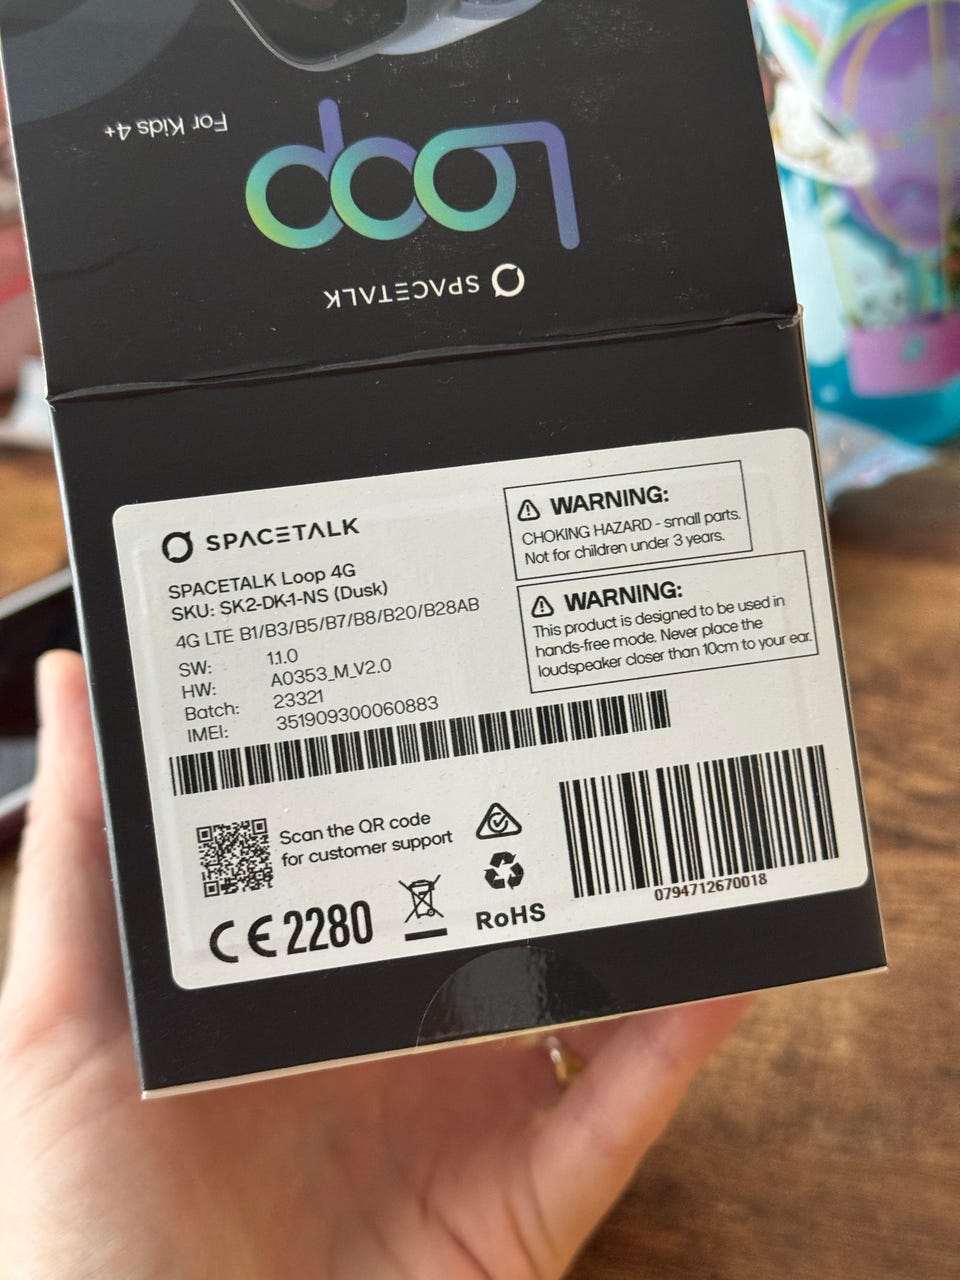 For Kids 4+
Loop
SPACETALK
SPACETALK
SPACETALK Loop 4G
SKU: SK2-DK-1-NS (Dusk)
4G LTE B1/B3/B5/B7/B8/B20/B28AB
SW: 1.1.0
HW: A0353_M_V2.0
Batch: 23321
IMEI: 351909300060883
WARNING:
CHOKING HAZARD - small parts.
Not for children under 3 years.
WARNING:
This product is designed to be used in
hands-free mode. Never place the
loudspeaker closer than 10cm to your ear.
Scan the QR code
for customer support
CE 2280
RoHS
0794712670018